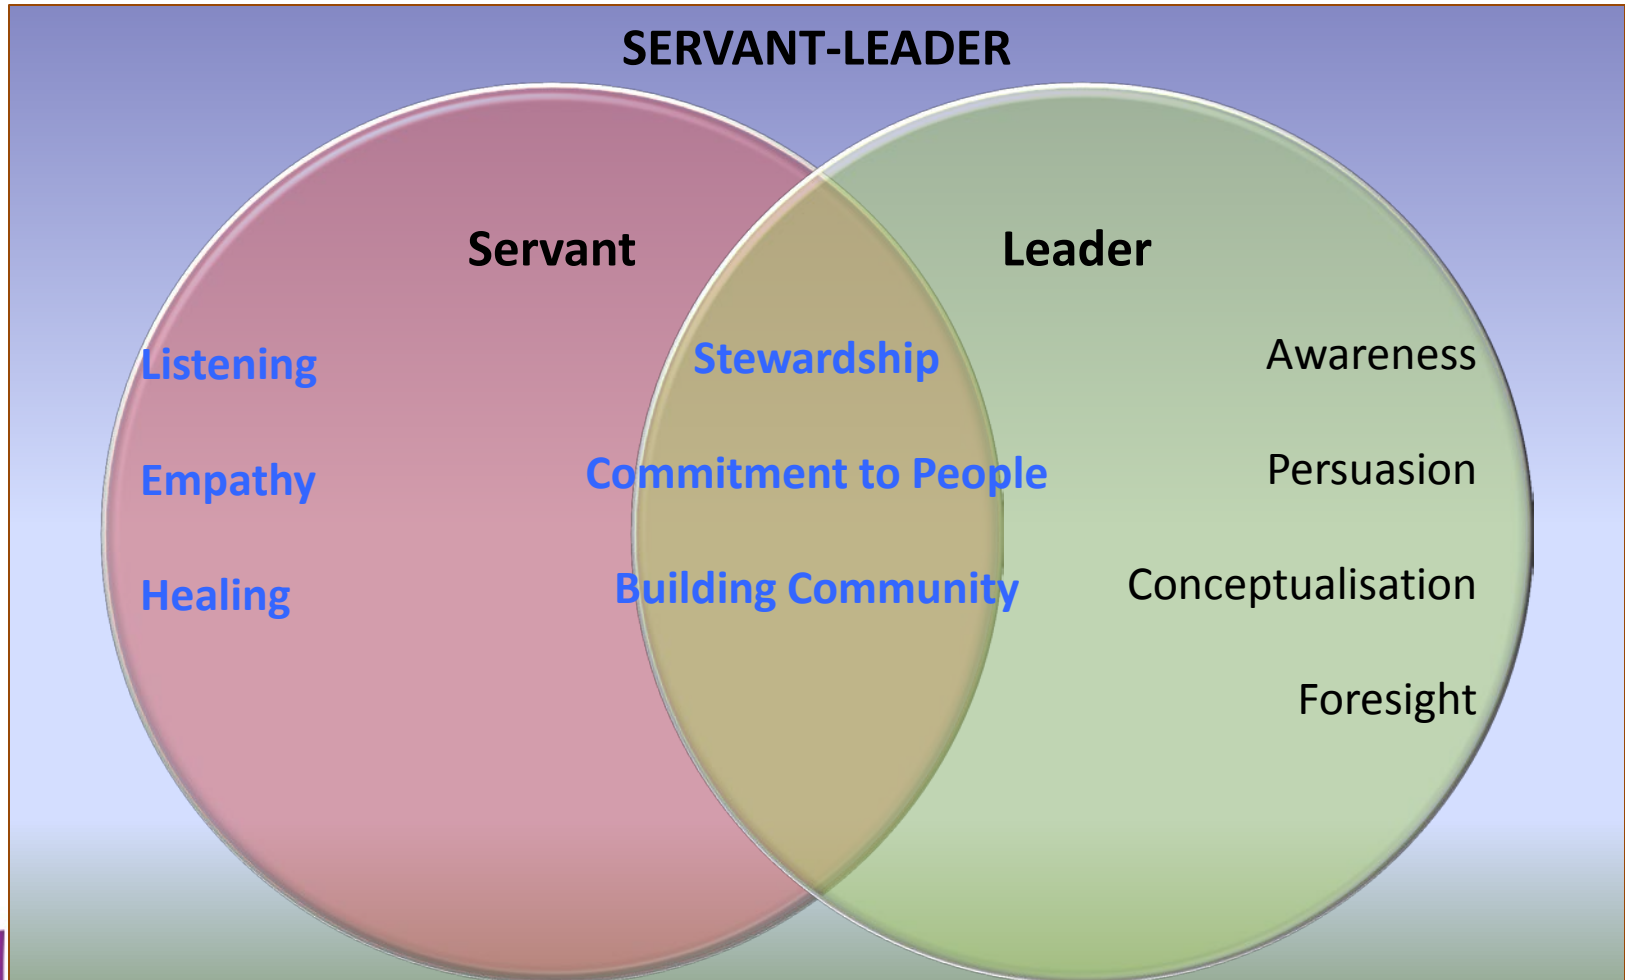 SERVANT-LEADER
Servant
Listening
Empathy
Healing
Stewardship
Commitment to People
Building Community
Leader
Awareness
Persuasion
Conceptualisation
Foresight